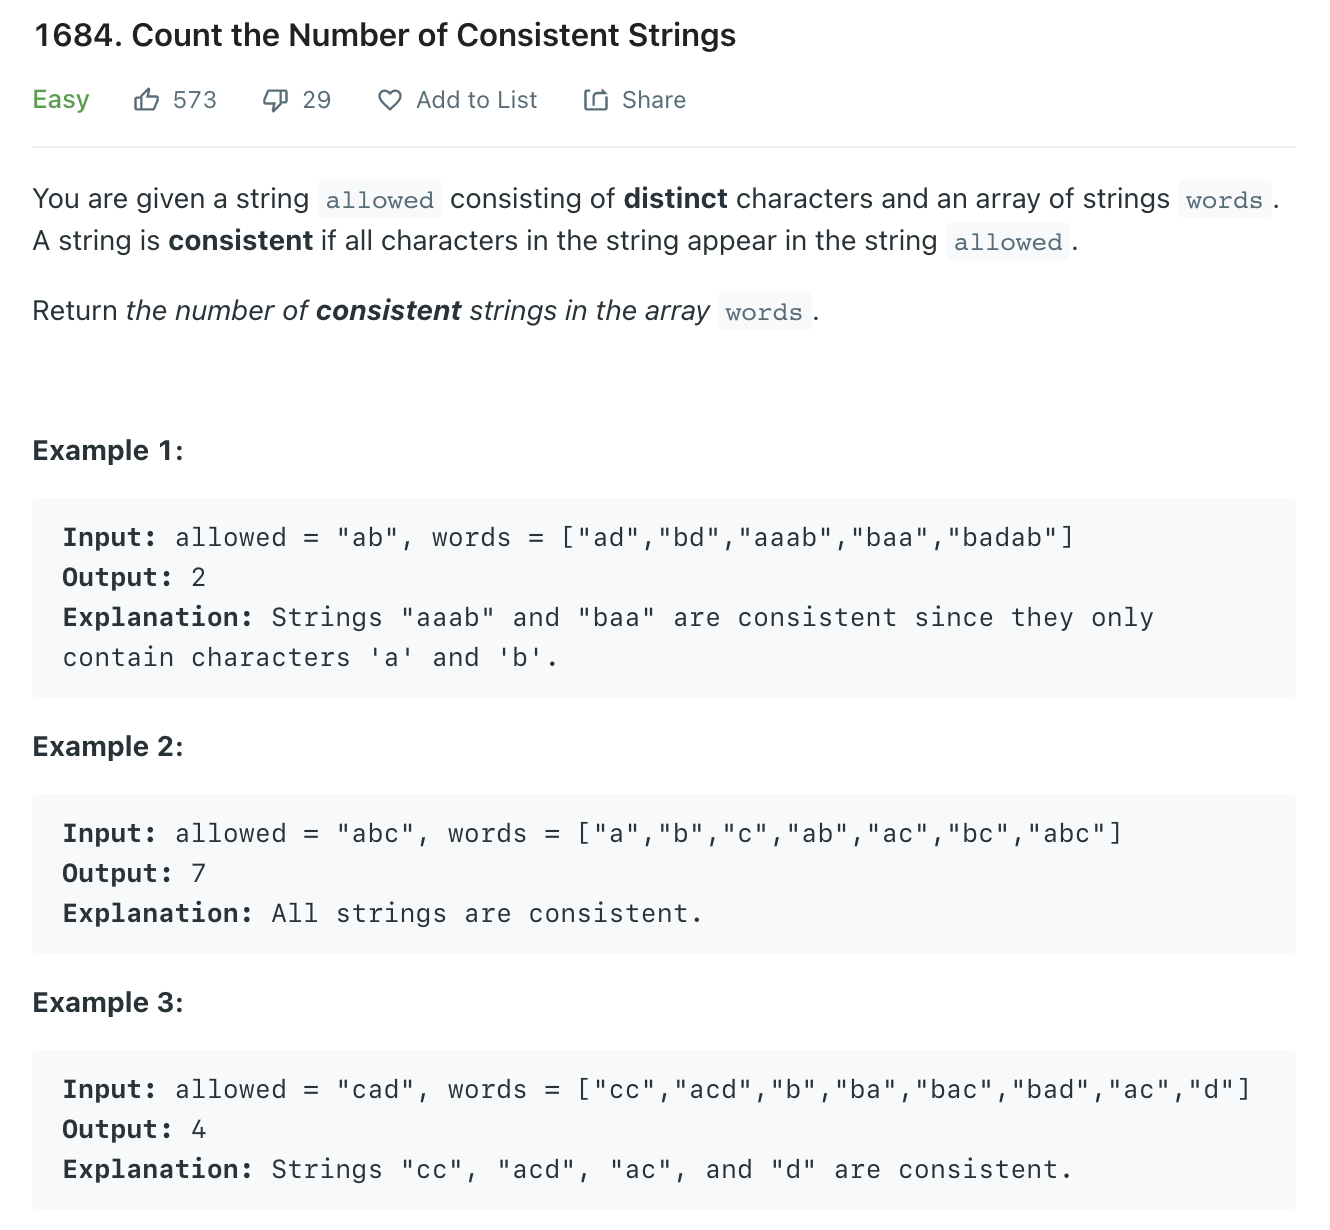 1684. Count the Number of Consistent Strings
Easy 573 29 Add to List Share
You are given a string allowed consisting of distinct characters and an array of strings words.
A string is consistent if all characters in the string appear in the string allowed.
Return the number of consistent strings in the array words.
Example 1:
Input: allowed = "ab", words = ["ad","bd","aaab","baa","badab"]
Output: 2
Explanation: Strings "aaab" and "baa" are consistent since they only
contain characters 'a' and 'b'.
Example 2:
Input: allowed = "abc", words = ["a","b","c","ab","ac","bc","abc"]
Output: 7
Explanation: All strings are consistent.
Example 3:
Input: allowed = "cad", words = ["cc","acd","b","ba","bac","bad","ac","d"]
Output: 4
Explanation: Strings "cc", "acd", "ac", and "d" are consistent.